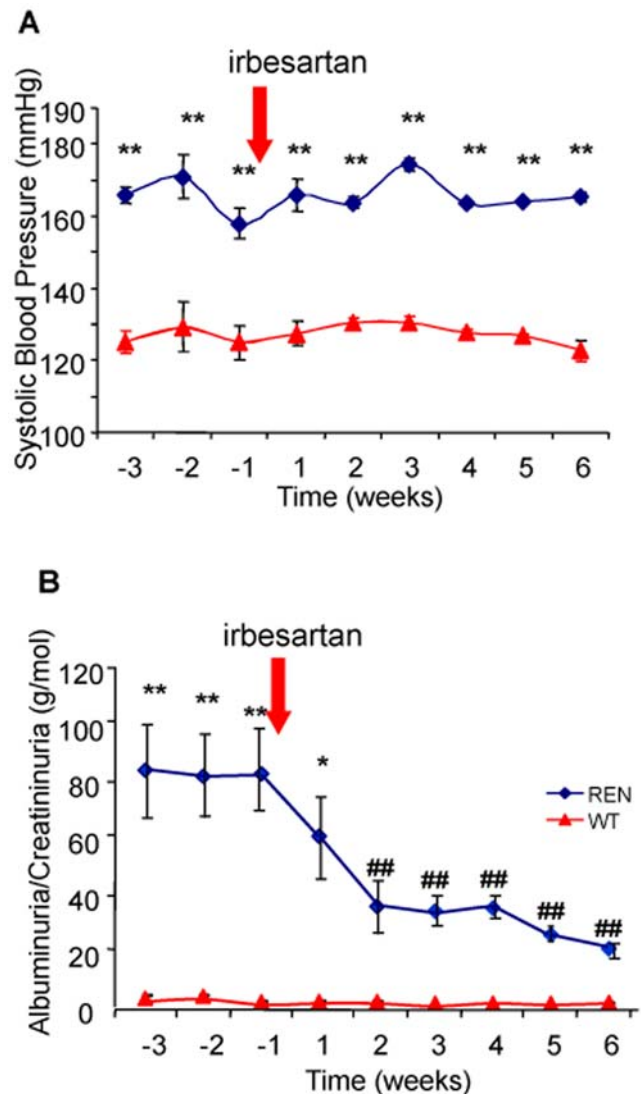 A
irbesartan
Systolic Blood Pressure (mmHg)
190
180
160
140
120
100
** ** ** ** ** ** ** ** **
-3 -2 -1 1 2 3 4 5 6
Time (weeks)
B
irbesartan
Albuminuria/Creatininuria (g/mol)
120
100
80
60
40
20
0
** ** ** * ## ## ## ## ##
REN
WT
-3 -2 -1 1 2 3 4 5 6
Time (weeks)